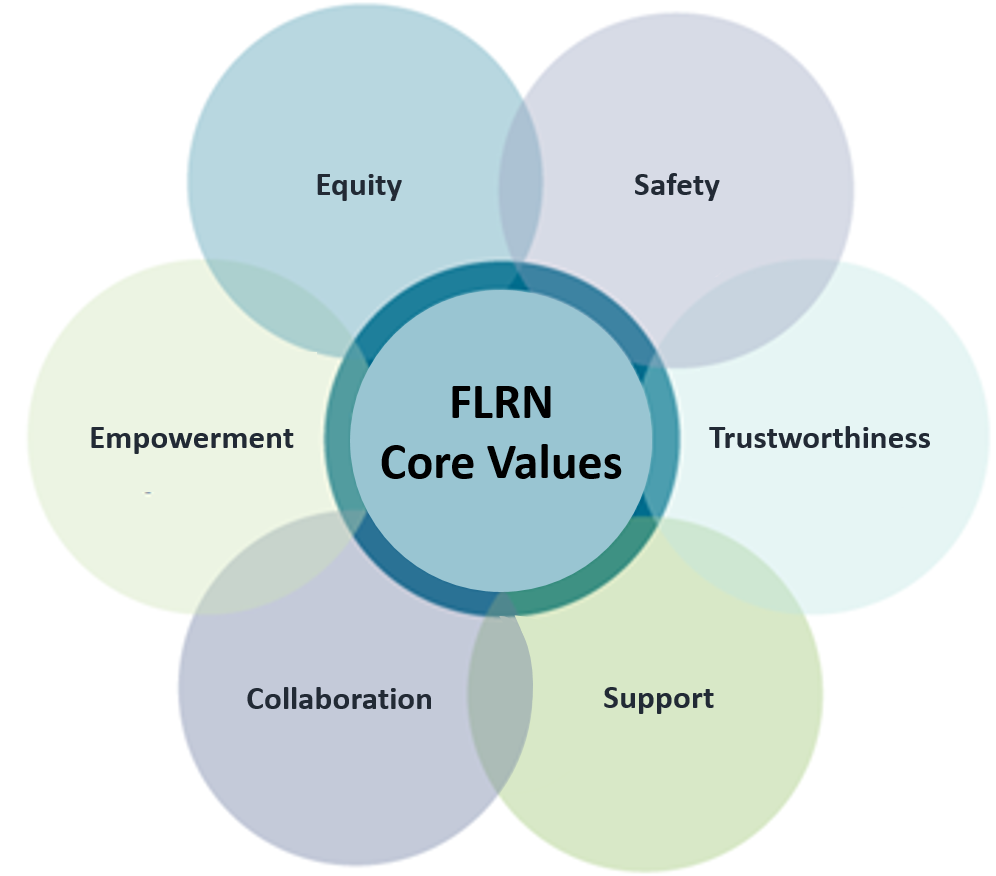 Equity
Safety
FLRN
Core Values
Empowerment
Trustworthiness
Collaboration
Support